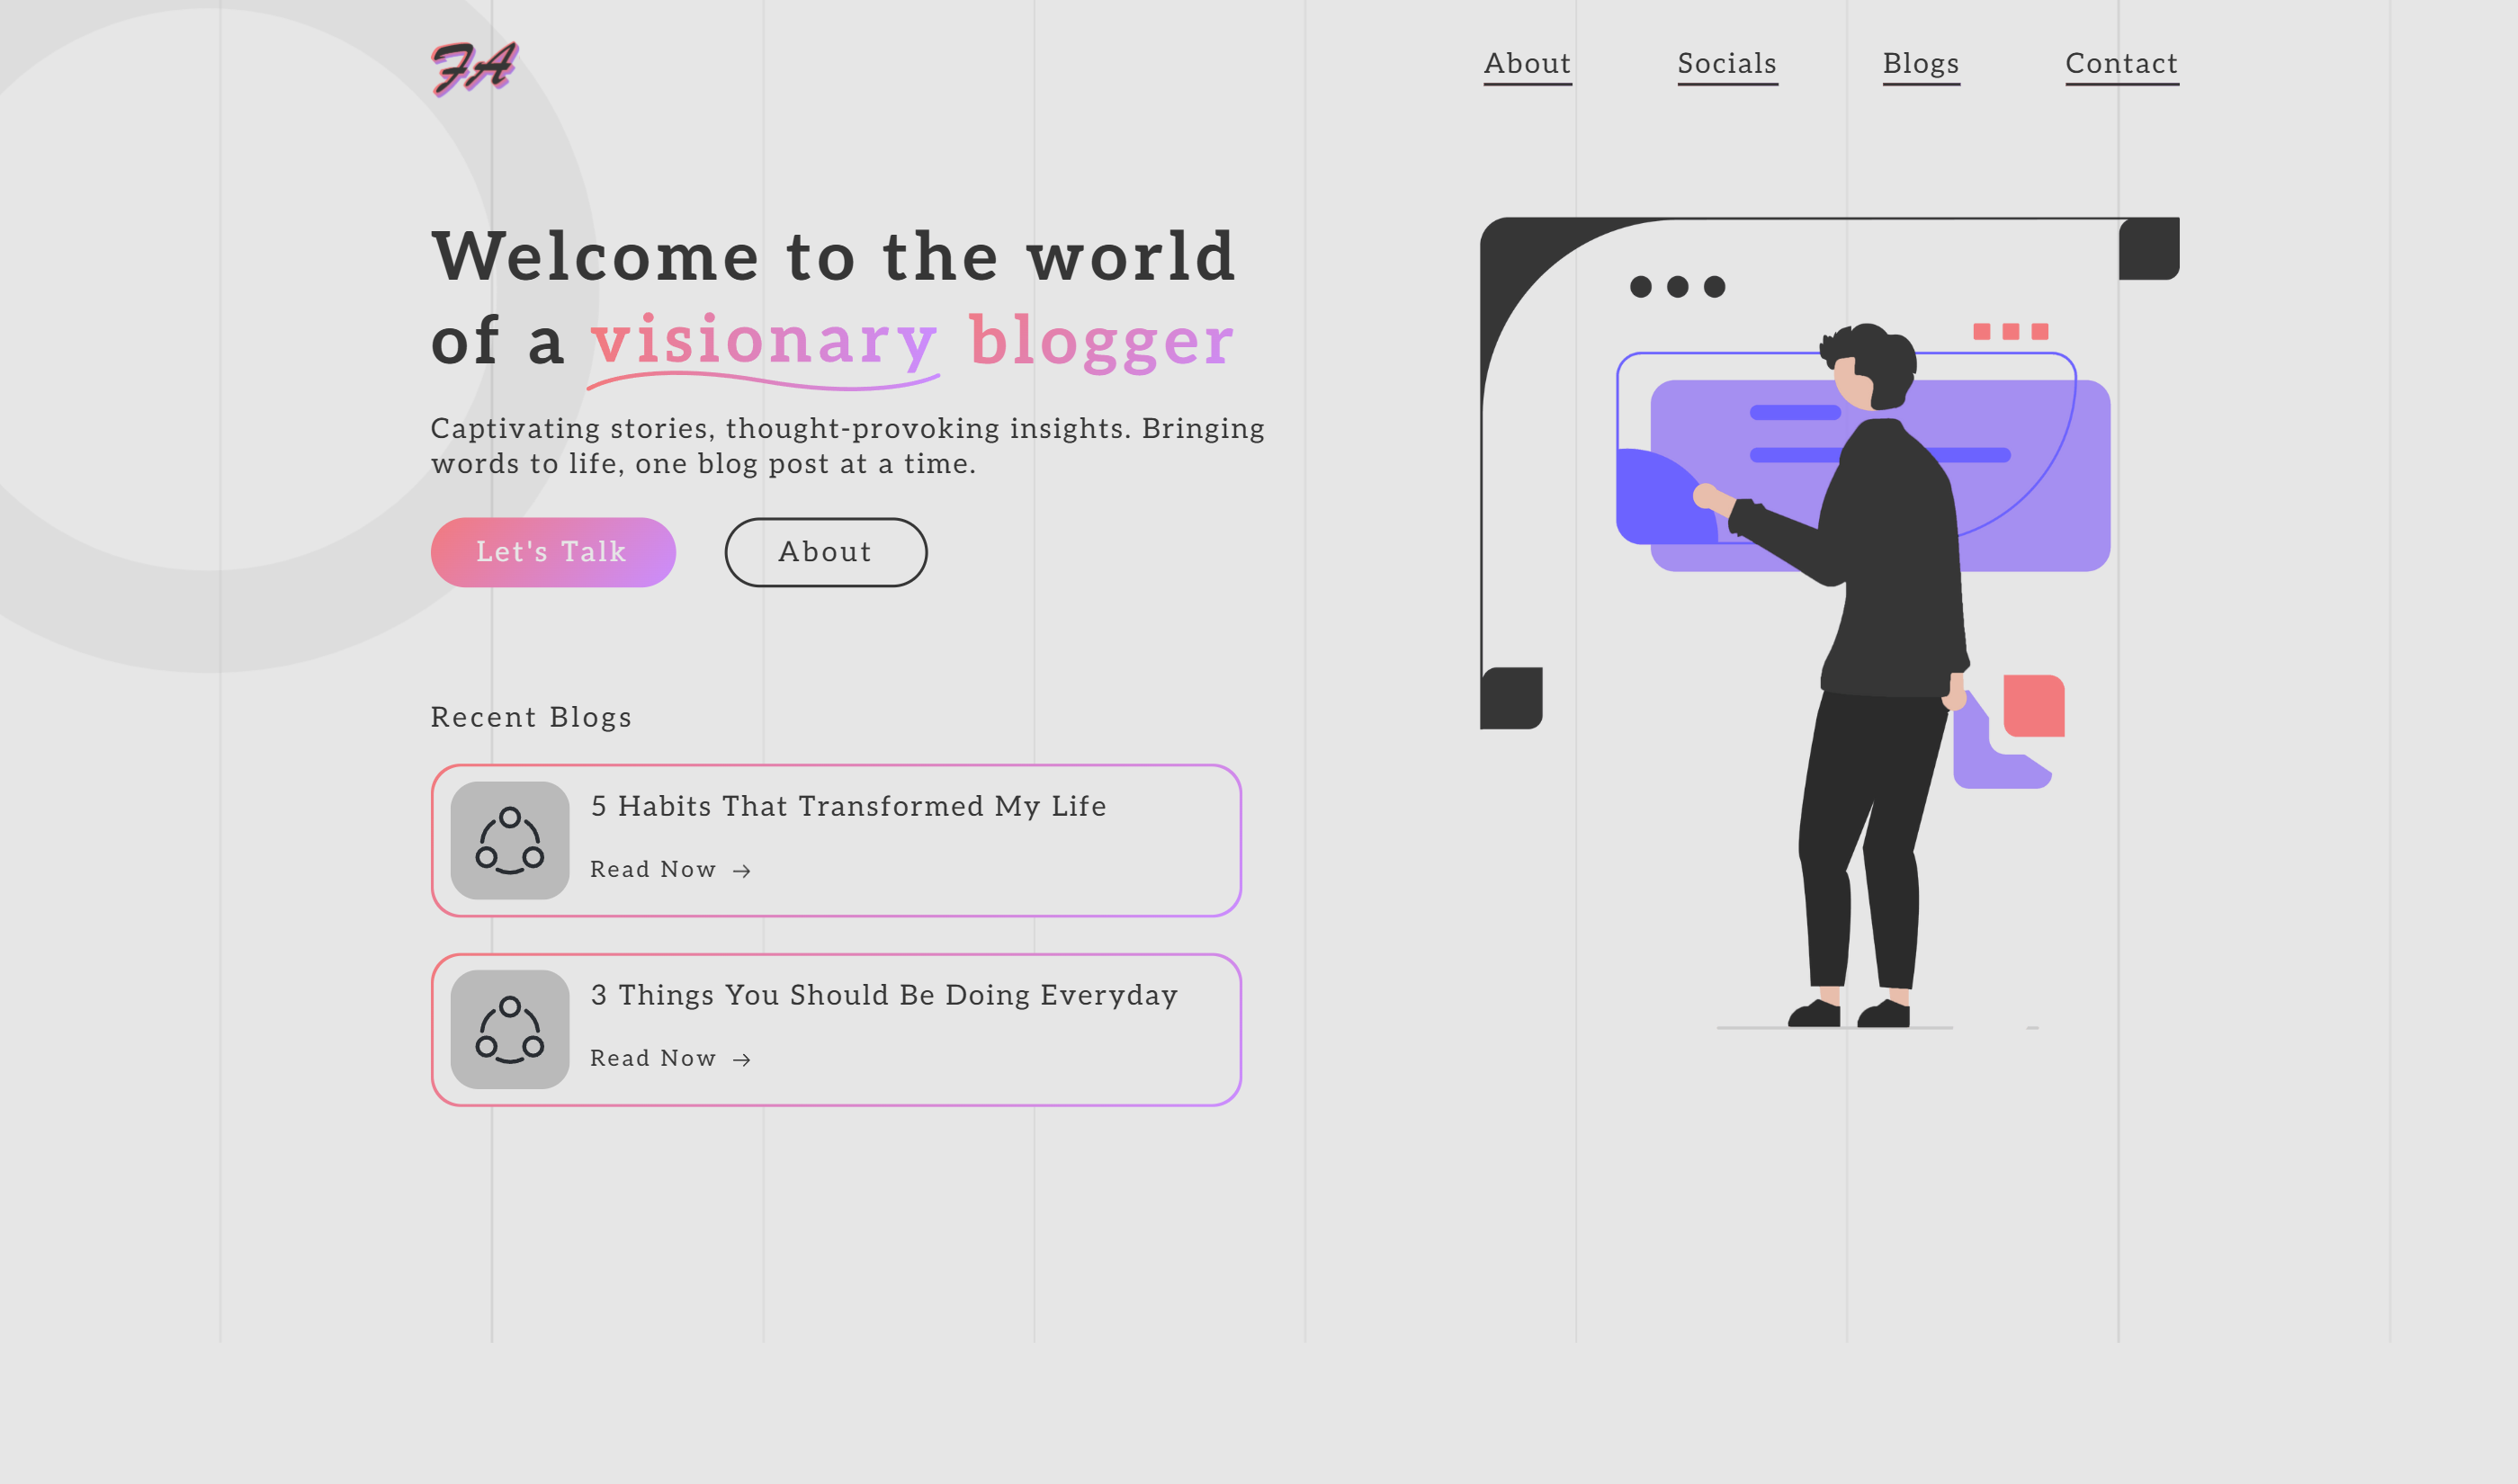 FA
About Socials Blogs Contact
Welcome to the world
of a visionary blogger
Captivating stories, thought-provoking insights. Bringing
words to life, one blog post at a time.
Let's Talk About
Recent Blogs
5 Habits That Transformed My Life
Read Now →
3 Things You Should Be Doing Everyday
Read Now →